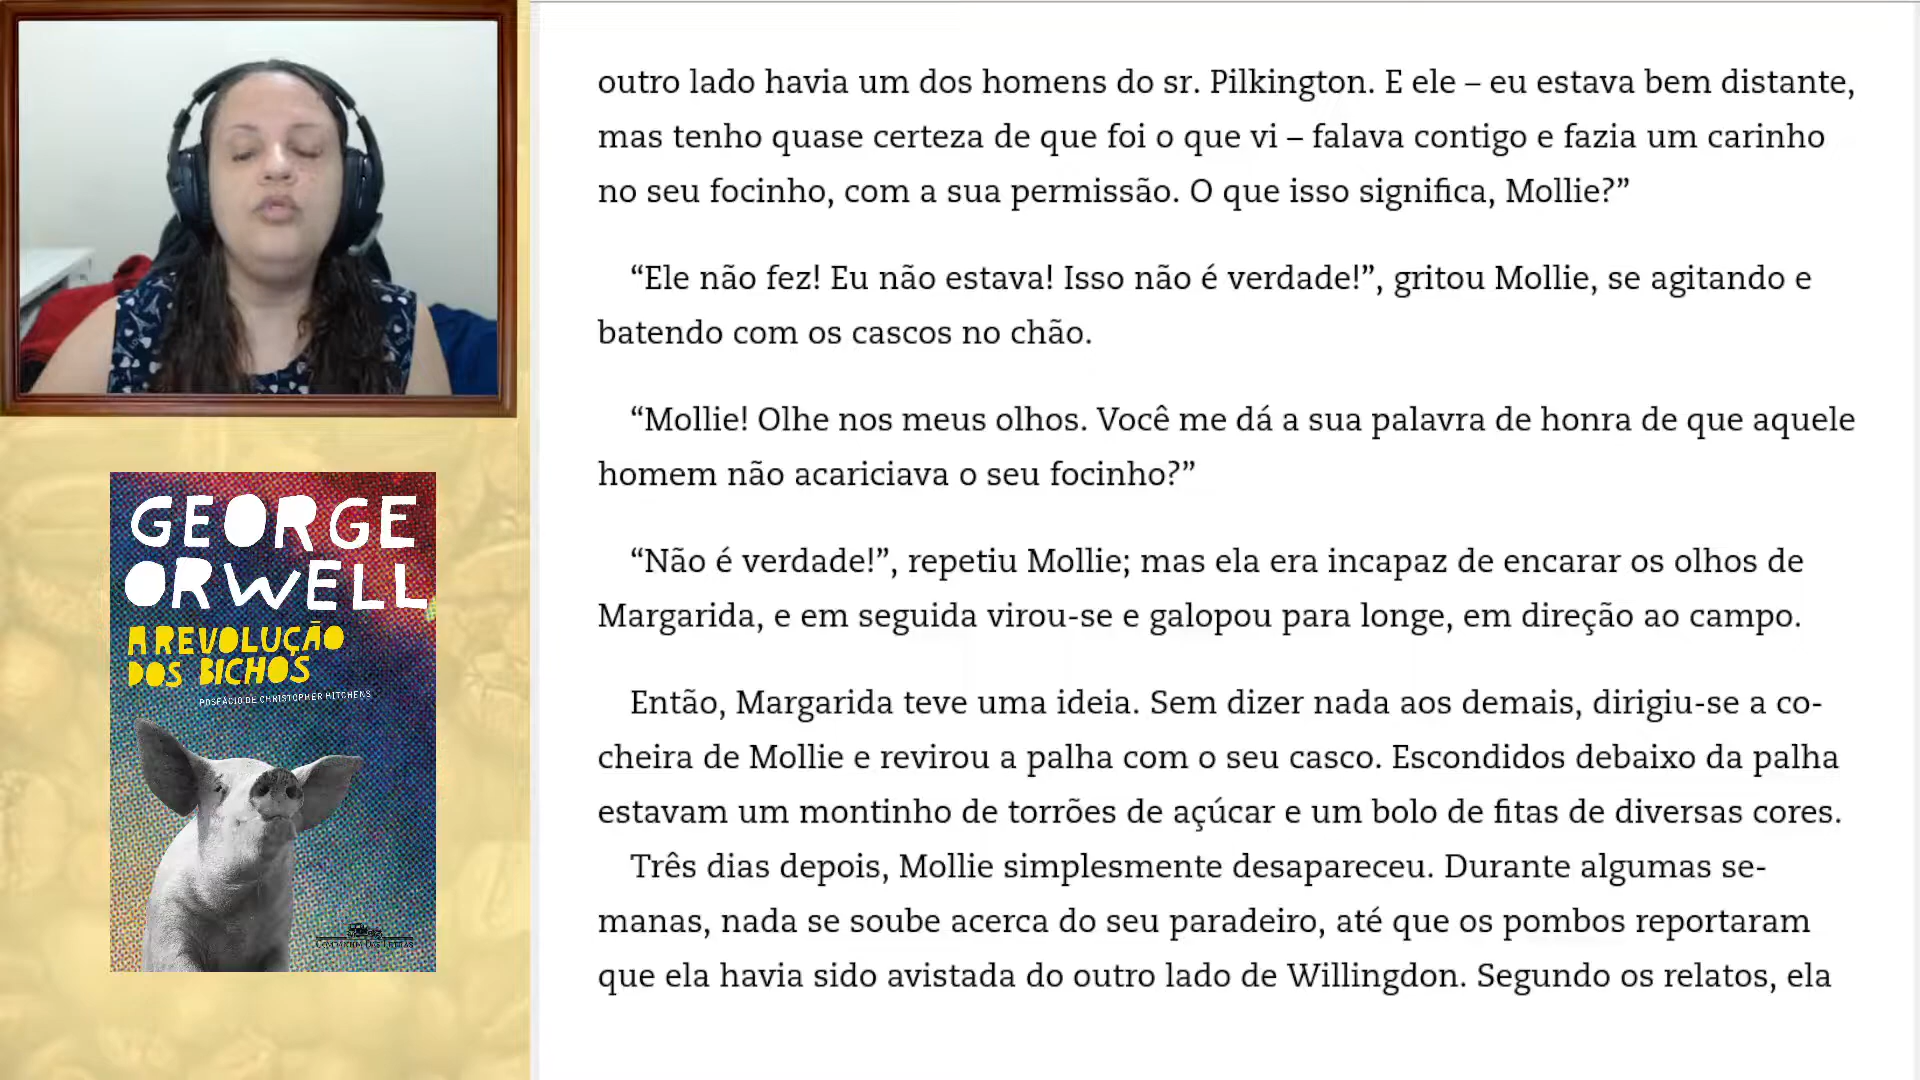 outro lado havia um dos homens do sr. Pilkington. E ele – eu estava bem distante,
mas tenho quase certeza de que foi o que vi – falava contigo e fazia um carinho
no seu focinho, com a sua permissão. O que isso significa, Mollie?”
“Ele não fez! Eu não estava! Isso não é verdade!”, gritou Mollie, se agitando e
batendo com os cascos no chão.
“Mollie! Olhe nos meus olhos. Você me dá a sua palavra de honra de que aquele
homem não acariciava o seu focinho?”
“Não é verdade!”, repetiu Mollie; mas ela era incapaz de encarar os olhos de
Margarida, e em seguida virou-se e galopou para longe, em direção ao campo.
Então, Margarida teve uma ideia. Sem dizer nada aos demais, dirigiu-se a co-
cheira de Mollie e revirou a palha com o seu casco. Escondidos debaixo da palha
estavam um montinho de torrões de açúcar e um bolo de fitas de diversas cores.
Três dias depois, Mollie simplesmente desapareceu. Durante algumas se-
manas, nada se soube acerca do seu paradeiro, até que os pombos reportaram
que ela havia sido avistada do outro lado de Willingdon. Segundo os relatos, ela
GEORGE
ORWELL
A REVOLUÇÃO
DOS BICHOS
POSFÁCIO DE CHRISTOPHER HITCHENS
COMPANHIA DAS LETRAS